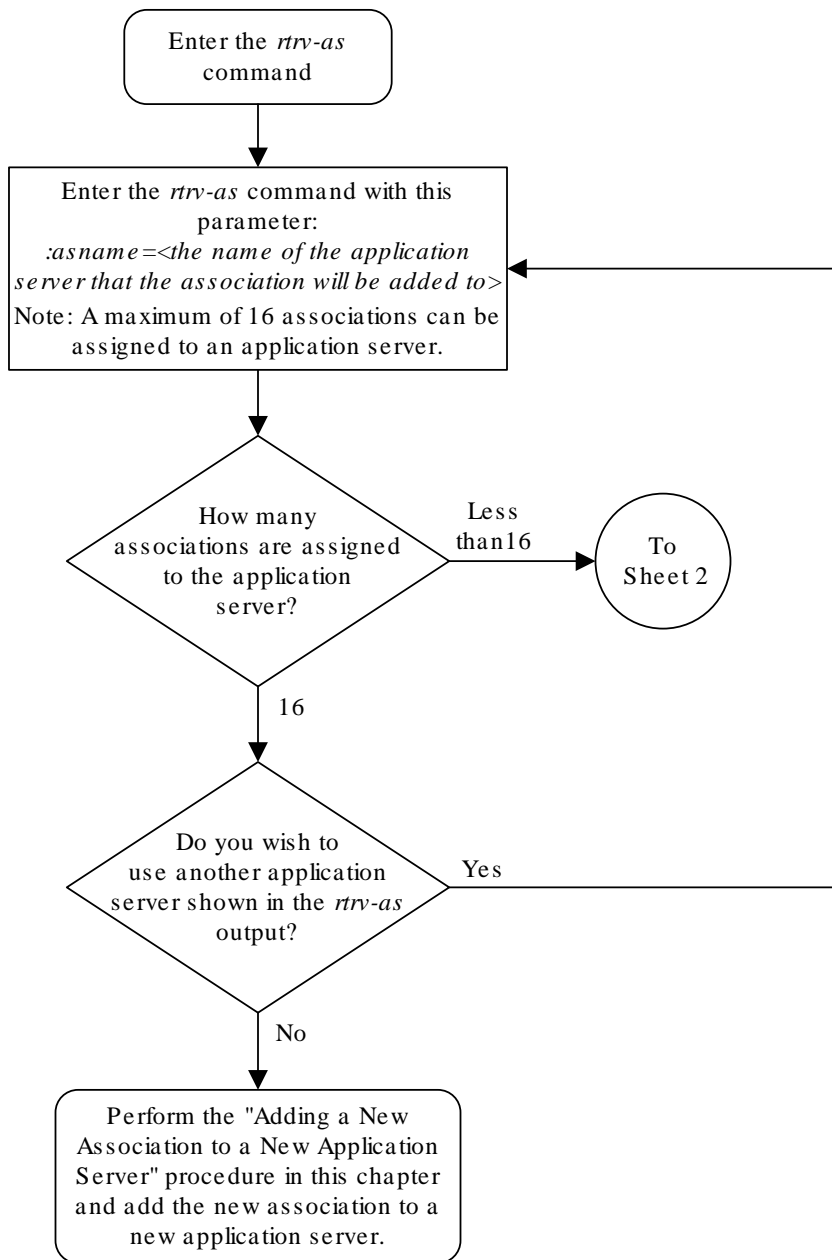 Enter the rtrv-as
command
Enter the rtrv-as command with this
parameter:
:asname=<the name of the application
server that the association will be added to>
Note: A maximum of 16 associations can be
assigned to an application server.
How many
associations are assigned
to the application
server?
Less
than16
To
Sheet 2
16
Do you wish to
use another application
server shown in the rtrv-as
output?
Yes
No
Perform the "Adding a New
Association to a New Application
Server" procedure in this chapter
and add the new association to a
new application server.